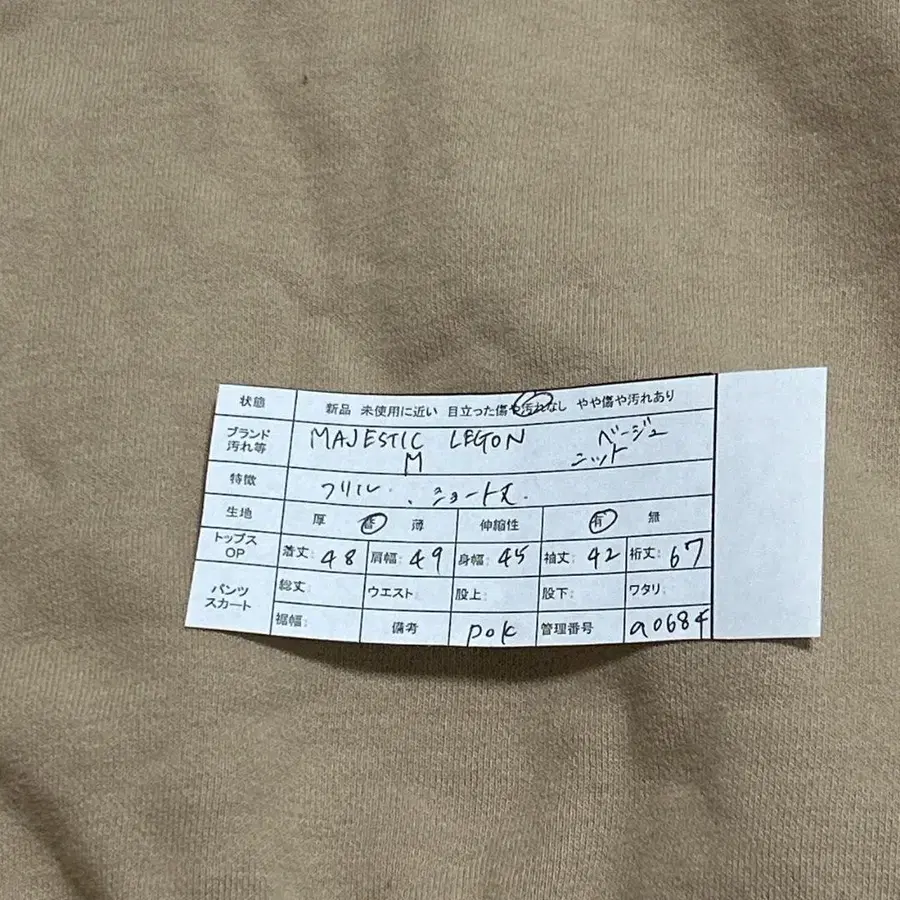 状態 新品 未使用に近い 目立った傷や汚れなし やや傷や汚れあり
ブランド 汚れ等 MAJESTIC LEGON ベージュ
M ニット
特徴 フリル . ショート丈.
生地 厚 普 薄 伸縮性 有 無
トップス OP 着丈: 48 肩幅: 49 身幅: 45 袖丈: 42 裄丈: 67
パンツ スカート 総丈: ウエスト: 股上: 股下: ワタリ:
裾幅: 備考 pok 管理番号 a0684